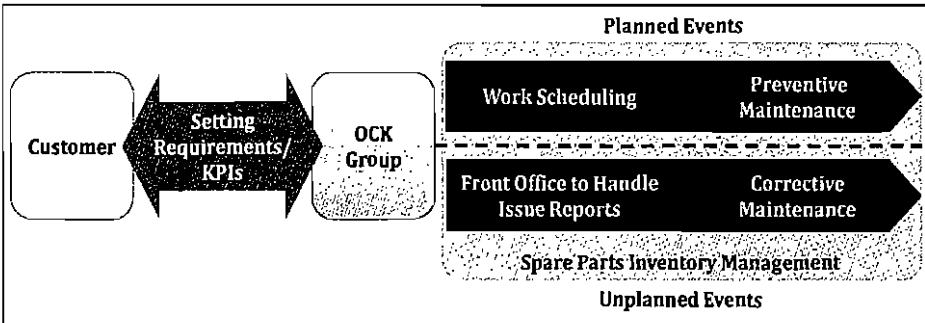 Planned Events
Customer
Setting
Requirements/
KPIs
OCK
Group
Work Scheduling
Preventive
Maintenance
Front Office to Handle
Issue Reports
Corrective
Maintenance
Spare Parts Inventory Management
Unplanned Events